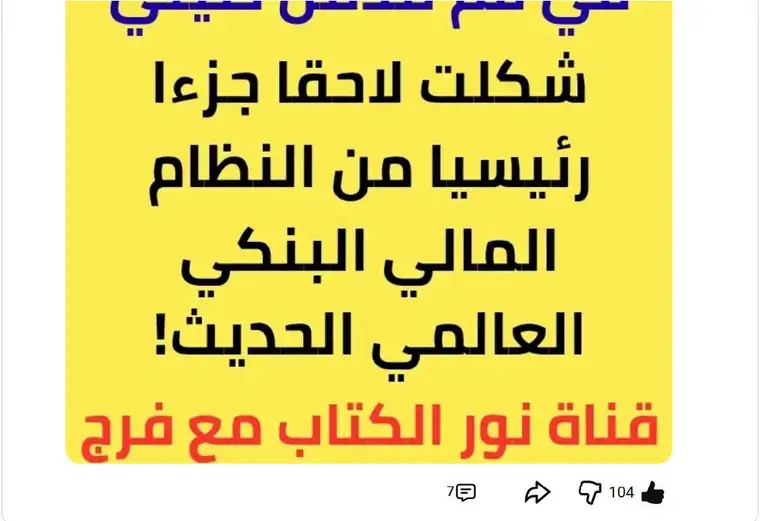 شكلت لاحقا جزءا
رئيسيا من النظام
المالي البنكي
العالمي الحديث!
قناة نور الكتاب مع فرج
104
7